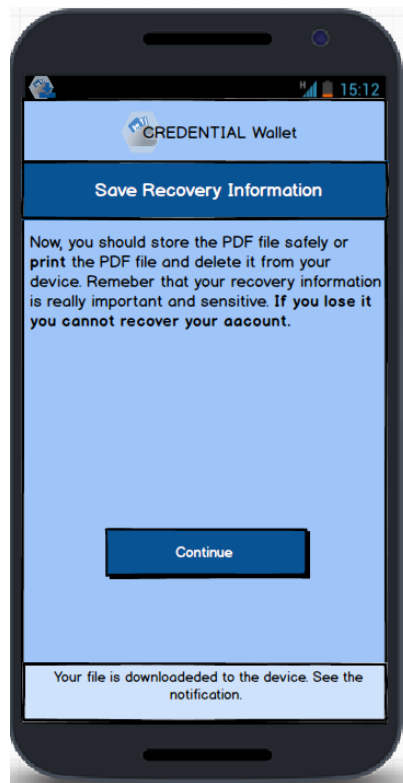 H 15:12
CREDENTIAL Wallet
Save Recovery Information
Now, you should store the PDF file safely or
print the PDF file and delete it from your
device. Remeber that your recovery information
is really important and sensitive. If you lose it
you cannot recover your aacount.
Continue
Your file is downloadeded to the device. See the
notification.